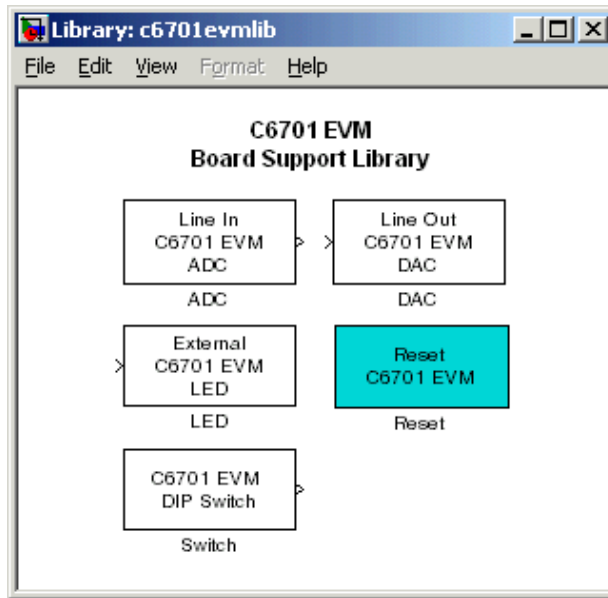 Library: c6701evmlib
File Edit View Format Help
C6701 EVM
Board Support Library
Line In
C6701 EVM
ADC
ADC
Line Out
C6701 EVM
DAC
DAC
External
C6701 EVM
LED
LED
Reset
C6701 EVM
Reset
C6701 EVM
DIP Switch
Switch